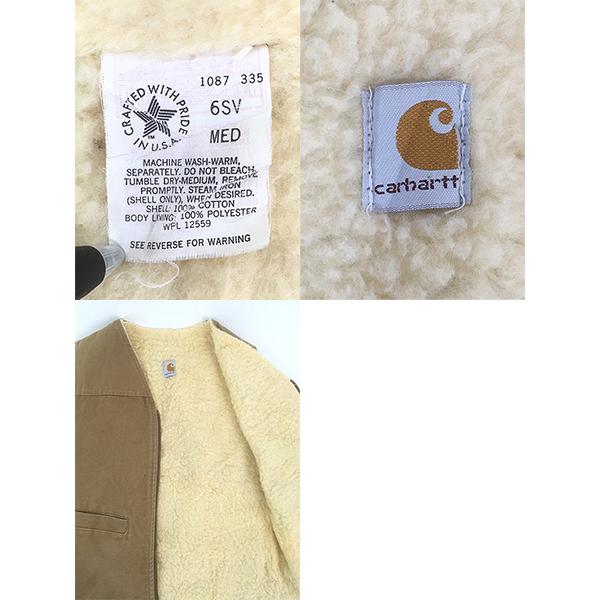 CRAFTED WITH PRIDE
IN U.S.A.
1087 335
6SV
MED
MACHINE WASH-WARM,
SEPARATELY. DO NOT BLEACH.
TUMBLE DRY-MEDIUM, REMOVE
PROMPTLY. STEAM IRON
(SHELL ONLY), WHEN DESIRED.
SHELL: 100% COTTON
BODY LINING: 100% POLYESTER
WPL 12559
SEE REVERSE FOR WARNING
carhartt